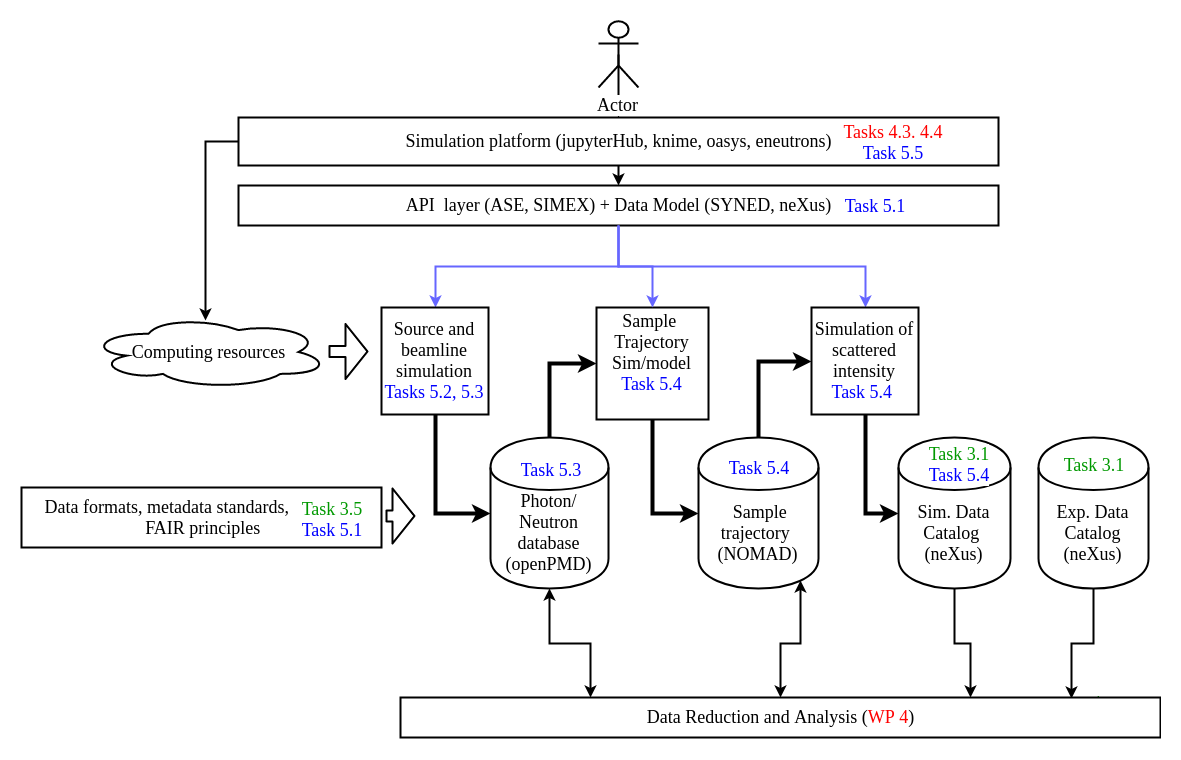 Actor
Simulation platform (jupyterHub, knime, oasys, eneutrons)
Tasks 4.3. 4.4
Task 5.5
API layer (ASE, SIMEX) + Data Model (SYNED, neXus) Task 5.1
Computing resources
Source and
beamline
simulation
Tasks 5.2, 5.3
Sample
Trajectory
Sim/model
Task 5.4
Simulation of
scattered
intensity
Task 5.4
Data formats, metadata standards,
FAIR principles
Task 3.5
Task 5.1
Task 5.3
Photon/
Neutron
database
(openPMD)
Task 5.4
Sample
trajectory
(NOMAD)
Task 3.1
Task 5.4
Sim. Data
Catalog
(neXus)
Task 3.1
Exp. Data
Catalog
(neXus)
Data Reduction and Analysis (WP 4)